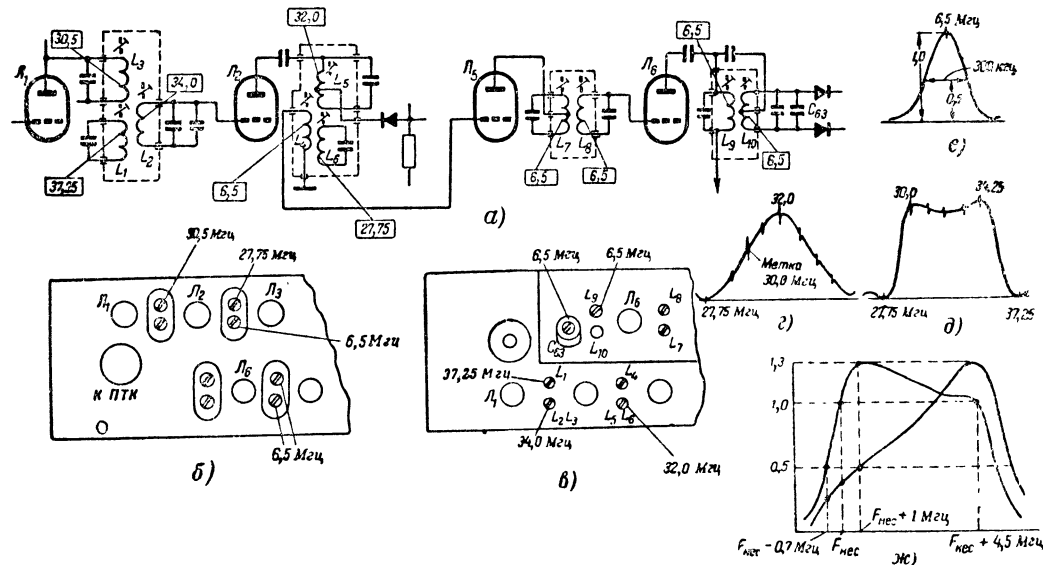 30,5
Л₁
L₃
34,0
L₂
L₁
37,25
Л₂
32,0
L₅
L₄
L₆
6,5
27,75
Л₅
L₇
L₈
6,5
6,5
Л₆
6,5
L₉
L₁₀
6,5
C₆₃
а)
6,5 Мгц
1,0
300 кгц
0,5
е)
30,5 Мгц
27,75 Мгц
Л₁
Л₂
Л₃
6,5 Мгц
К ПТК
Л₆
6,5 Мгц
б)
6,5 Мгц
6,5 Мгц
L₉
Л₆
L₈
C₆₃
L₁₀
L₇
37,25 Мгц
L₁
L₄
Л₁
L₂ L₃
L₅ L₆
34,0 Мгц
32,0 Мгц
в)
32,0
Метка
30,0 Мгц
27,75 Мгц
г)
30,0
34,25
27,75 Мгц
37,25
д)
1,3
1,0
0,5
Fнес + 1 Мгц
Fнес − 0,7 Мгц
Fнес
Fнес + 4,5 Мгц
ж)